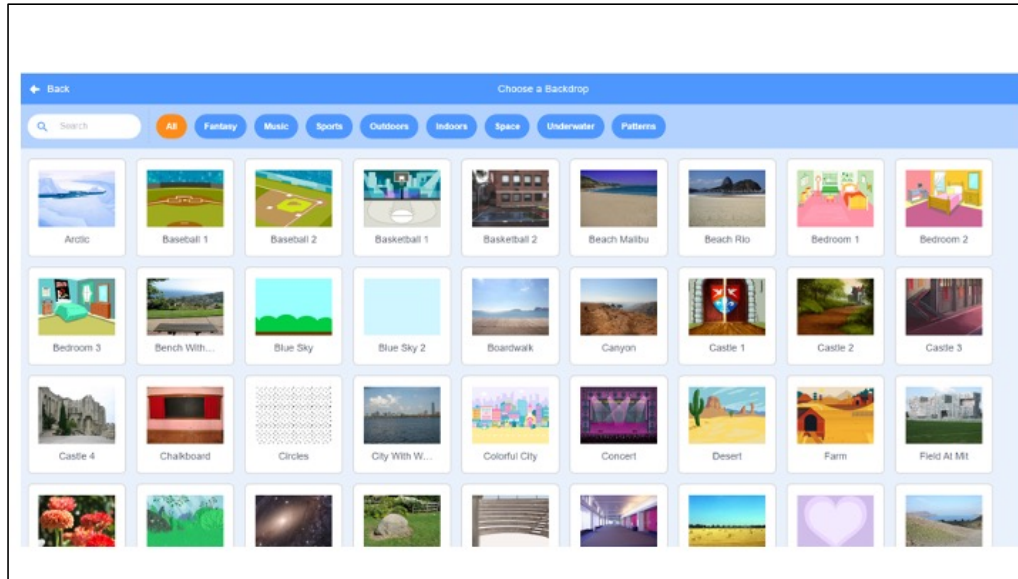 Back
Choose a Backdrop
Search
All Fantasy Music Sports Outdoors Indoors Space Underwater Patterns
Arctic Baseball 1 Baseball 2 Basketball 1 Basketball 2 Beach Malibu Beach Rio Bedroom 1 Bedroom 2
Bedroom 3 Bench With... Blue Sky Blue Sky 2 Boardwalk Canyon Castle 1 Castle 2 Castle 3
Castle 4 Chalkboard Circles City With W... Colorful City Concert Desert Farm Field At Mit